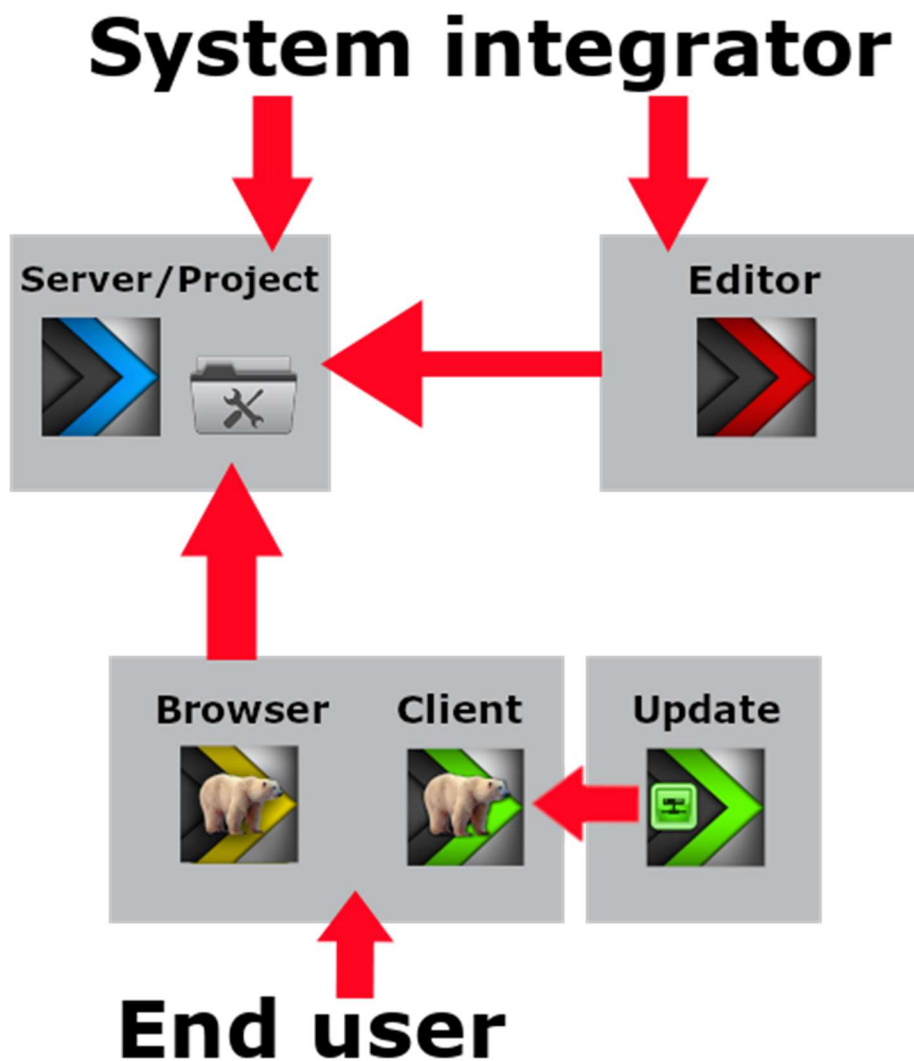 System integrator
Server/Project
Editor
Browser
Client
Update
End user